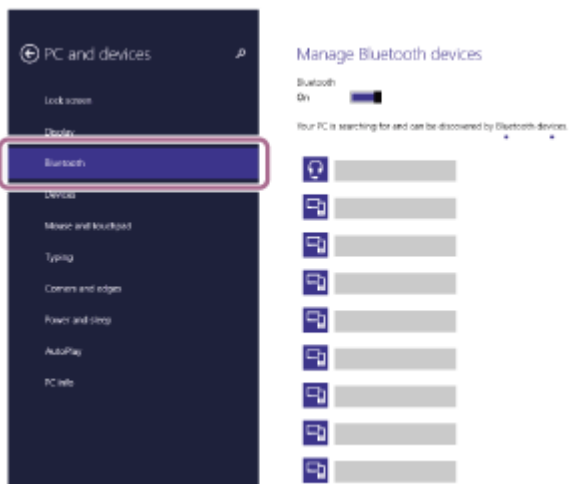 PC and devices
Lock screen
Display
Bluetooth
Devices
Mouse and touchpad
Typing
Corners and edges
Power and sleep
AutoPlay
PC info
Manage Bluetooth devices
Bluetooth
On
Your PC is searching for and can be discovered by Bluetooth devices.